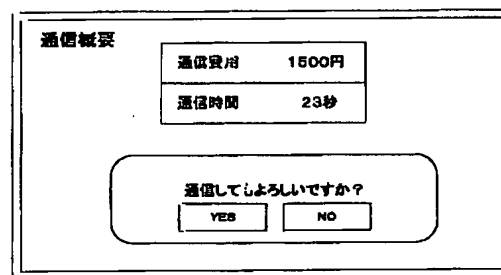 通信概要
通信費用 1500円
通信時間 23秒
通信してもよろしいですか？
YES NO